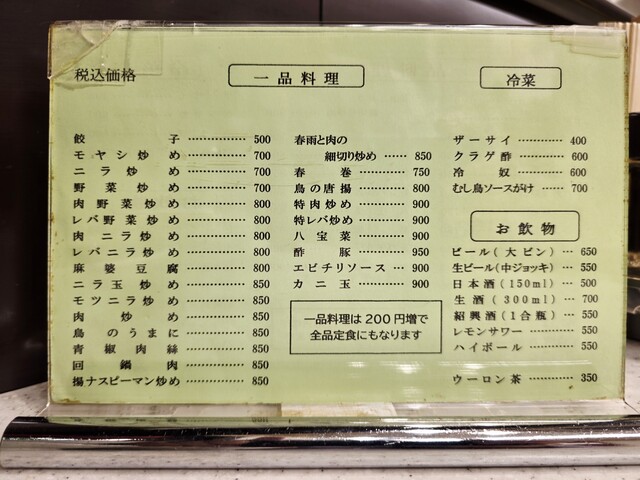 税込価格
一品料理
餃子 ………… 500
モヤシ炒め ………… 700
ニラ炒め ………… 700
野菜炒め ………… 700
肉野菜炒め ………… 800
レバ野菜炒め ………… 800
肉ニラ炒め ………… 800
レバニラ炒め ………… 800
麻婆豆腐 ………… 800
ニラ玉炒め ………… 850
モツニラ炒め ………… 850
肉炒め ………… 850
鳥のうまに ………… 850
青椒肉絲 ………… 850
回鍋肉 ………… 850
揚ナスピーマン炒め ………… 850
春雨と肉の
細切り炒め …… 850
春巻 ………… 750
鳥の唐揚 ………… 800
特肉炒め ………… 900
特レバ炒め ………… 900
八宝菜 ………… 900
酢豚 ………… 950
エビチリソース … 900
カニ玉 ………… 900
一品料理は200円増で
全品定食にもなります
冷菜
ザーサイ ………… 400
クラゲ酢 ………… 600
冷奴 ………… 600
むし鳥ソースがけ …… 700
お飲物
ビール(大ビン) … 650
生ビール(中ジョッキ) … 550
日本酒(150ml) … 500
生酒(300ml) … 700
紹興酒(1合瓶) … 550
レモンサワー ……… 550
ハイボール ……… 550
ウーロン茶 ………… 350